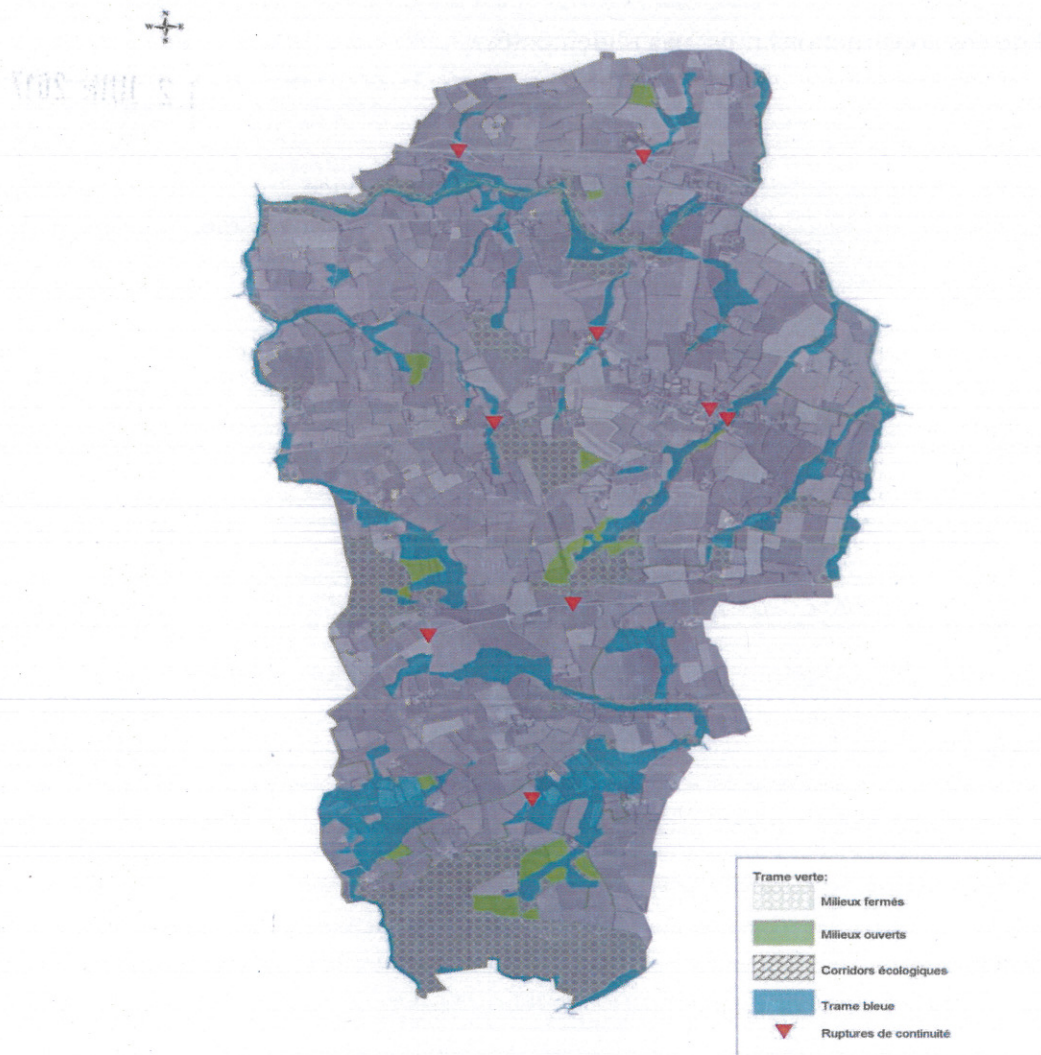 N
W E
S
Trame verte:
Milieux fermés
Milieux ouverts
Corridors écologiques
Trame bleue
Ruptures de continuité